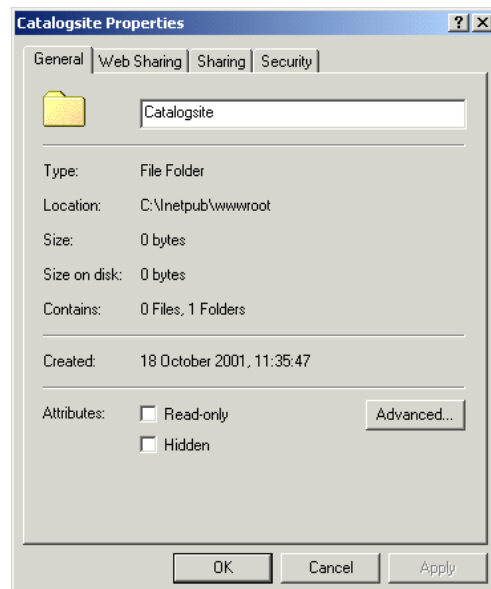 Catalogsite Properties
General Web Sharing Sharing Security
Catalogsite
Type: File Folder
Location: C:\Inetpub\wwwroot
Size: 0 bytes
Size on disk: 0 bytes
Contains: 0 Files, 1 Folders
Created: 18 October 2001, 11:35:47
Attributes: Read-only Advanced...
Hidden
OK Cancel Apply